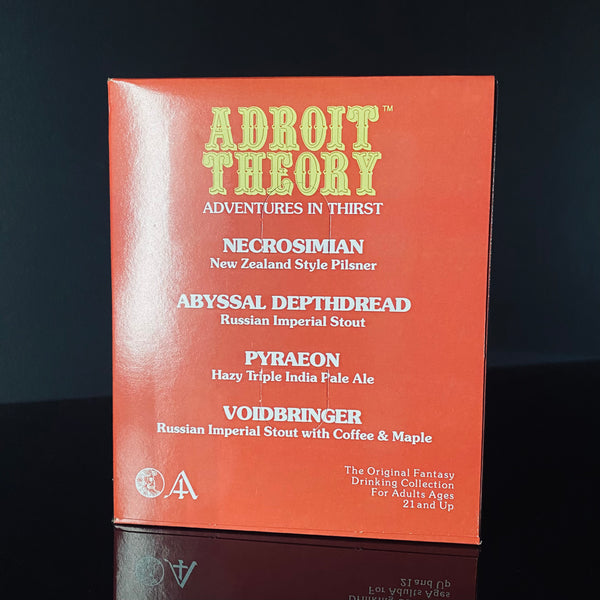 ADROIT™
THEORY
ADVENTURES IN THIRST
NECROSIMIAN
New Zealand Style Pilsner
ABYSSAL DEPTHDREAD
Russian Imperial Stout
PYRAEON
Hazy Triple India Pale Ale
VOIDBRINGER
Russian Imperial Stout with Coffee & Maple
The Original Fantasy
Drinking Collection
For Adults Ages
21 and Up